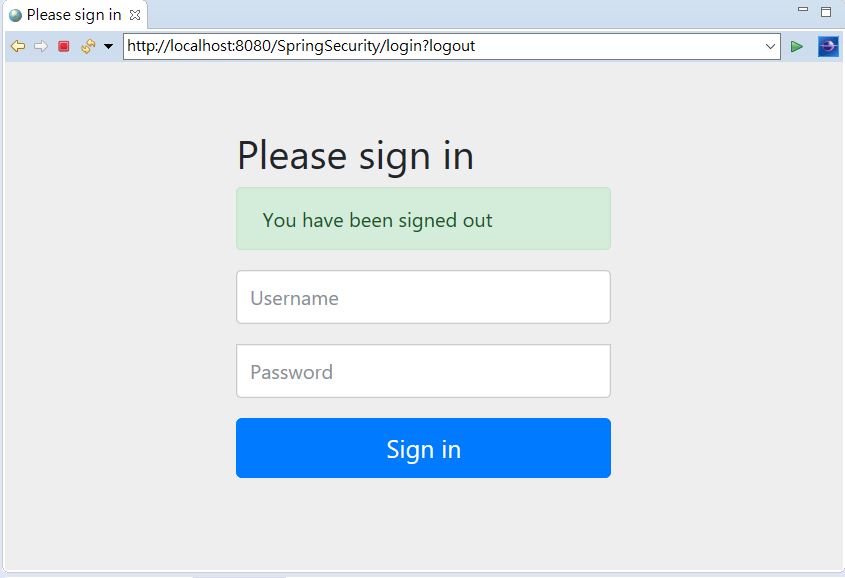 Please sign in
http://localhost:8080/SpringSecurity/login?logout
Please sign in
You have been signed out
Username
Password
Sign in